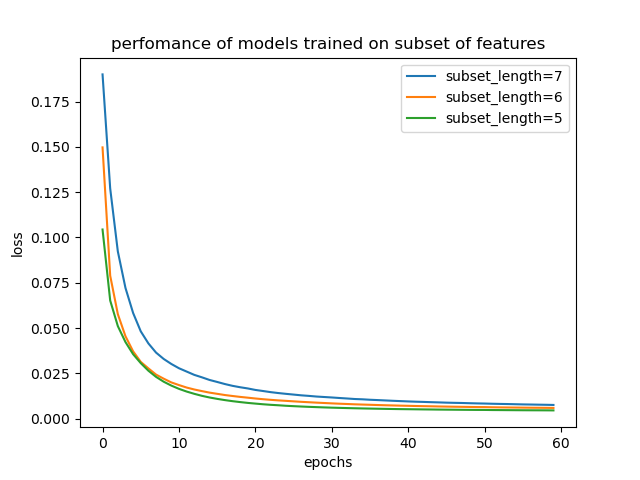 perfomance of models trained on subset of features
subset_length=7
subset_length=6
subset_length=5
0.175
0.150
0.125
0.100
0.075
0.050
0.025
0.000
loss
0 10 20 30 40 50 60
epochs